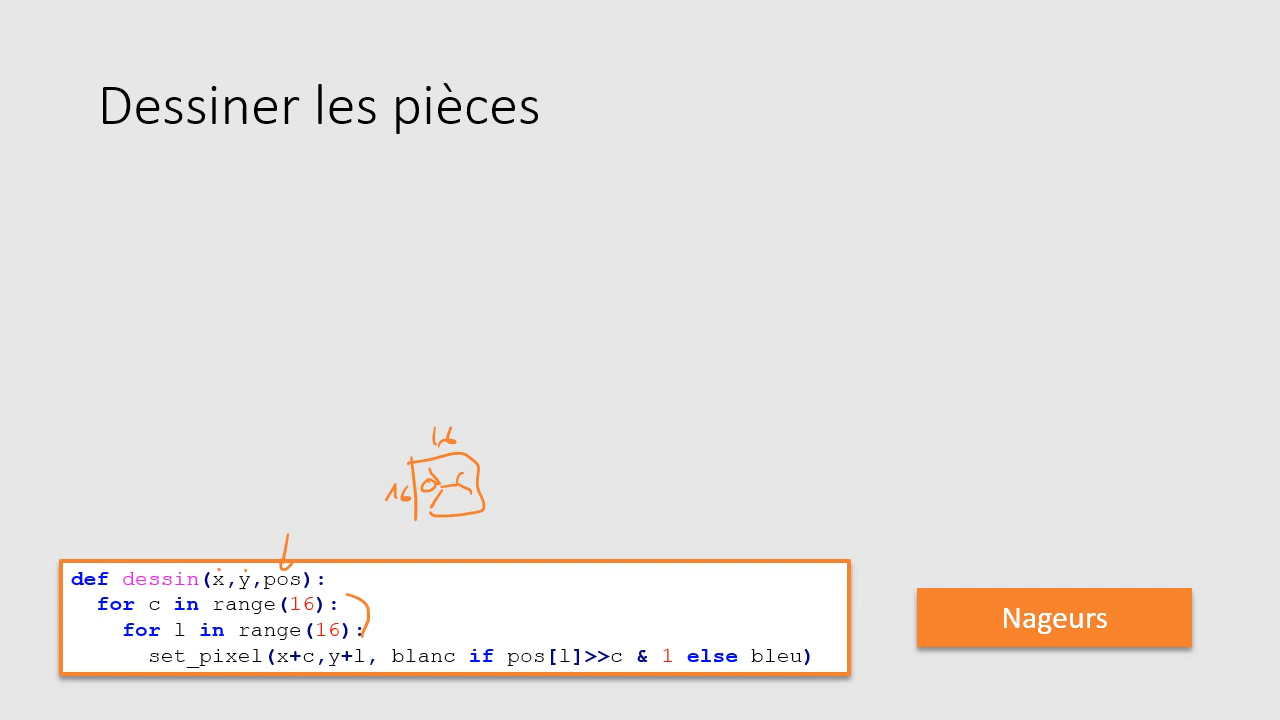 Dessiner les pièces
16
16
def dessin(x,y,pos):
for c in range(16):
for l in range(16):
set_pixel(x+c,y+l, blanc if pos[l]>>c & 1 else bleu)
Nageurs